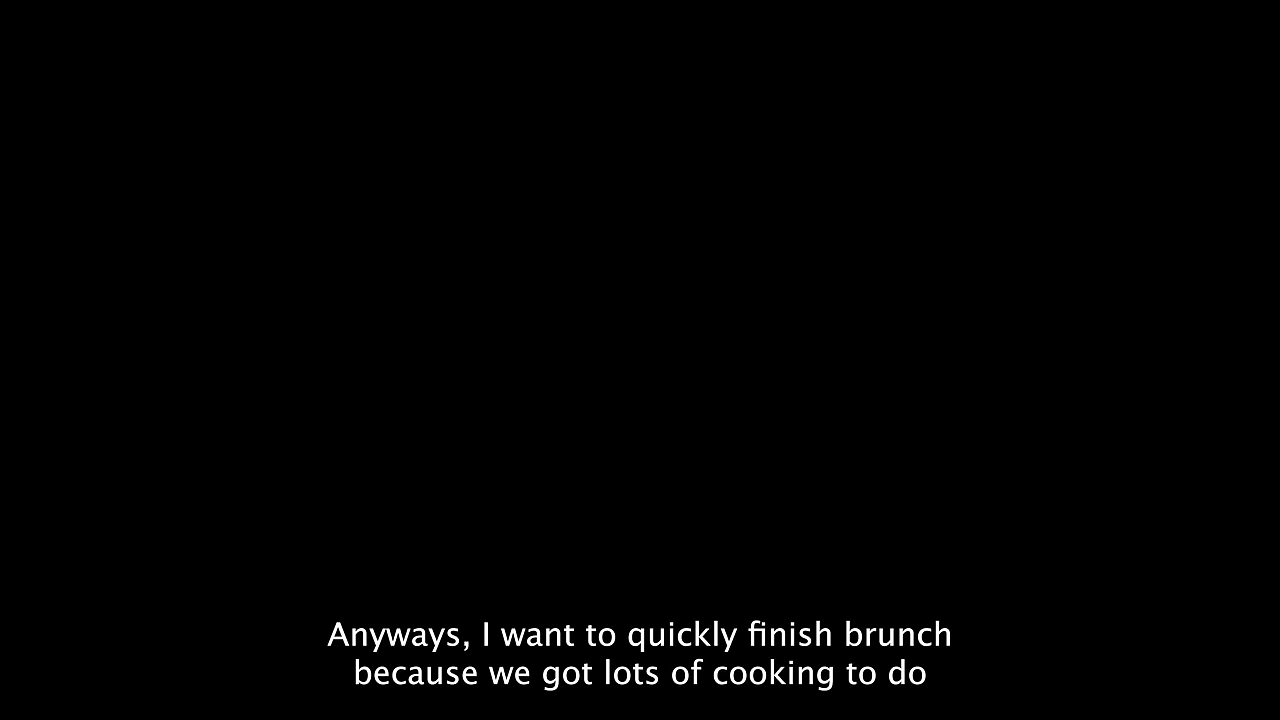 Anyways, I want to quickly finish brunch
because we got lots of cooking to do